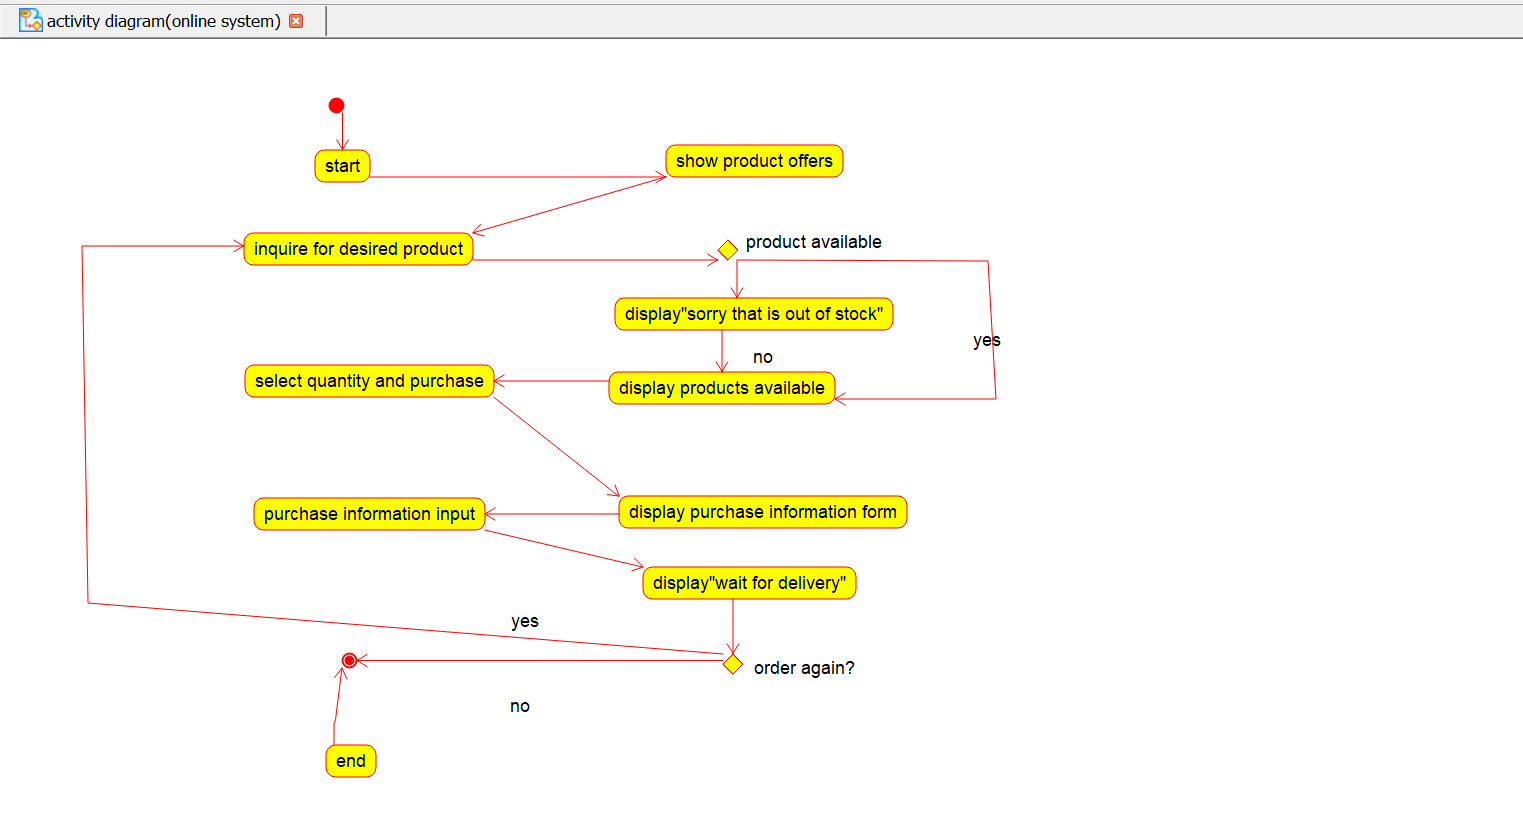 activity diagram(online system)
start
show product offers
inquire for desired product
product available
display"sorry that is out of stock"
yes
no
select quantity and purchase
display products available
purchase information input
display purchase information form
display"wait for delivery"
yes
order again?
no
end